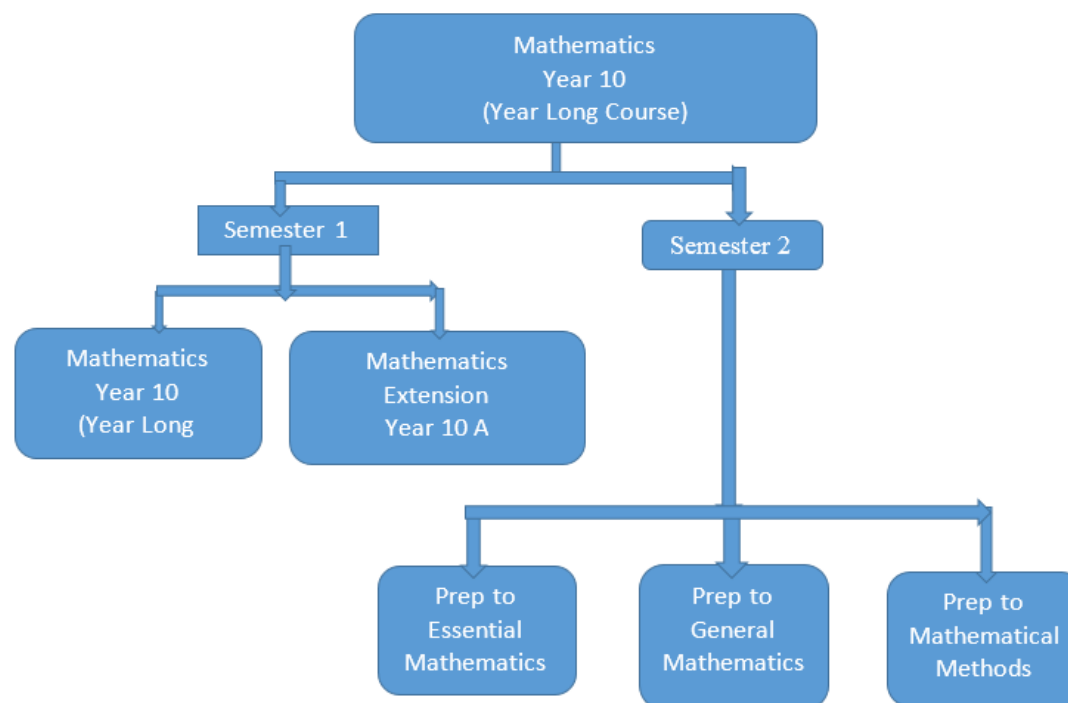 Mathematics
Year 10
(Year Long Course)
Semester 1
Semester 2
Mathematics
Year 10
(Year Long
Mathematics
Extension
Year 10 A
Prep to
Essential
Mathematics
Prep to
General
Mathematics
Prep to
Mathematical
Methods